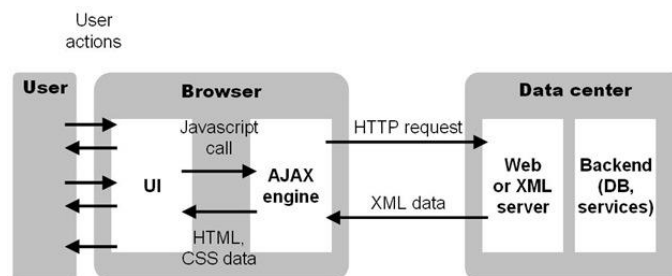 User
actions
User
Browser
Data center
Javascript
call
HTTP request
UI
AJAX
engine
Web
or XML
server
Backend
(DB,
services)
XML data
HTML,
CSS data